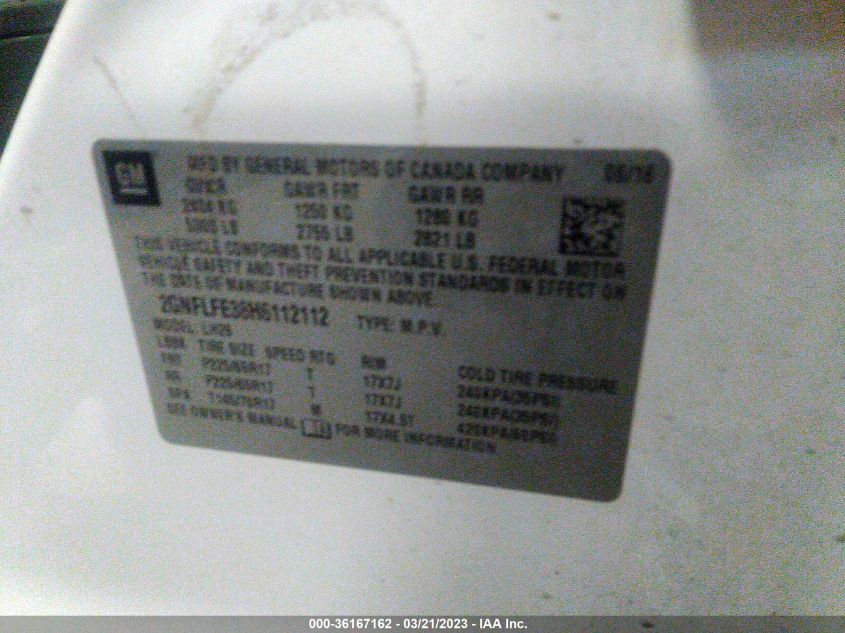 GM
MFD BY GENERAL MOTORS OF CANADA COMPANY 08/16
GVWR GAWR FRT GAWR RR
KG 1250 KG 1280 KG
LB 2755 LB 2821 LB
THIS VEHICLE CONFORMS TO ALL APPLICABLE U.S. FEDERAL MOTOR
VEHICLE SAFETY AND THEFT PREVENTION STANDARDS IN EFFECT ON
THE DATE OF MANUFACTURE SHOWN ABOVE.
TYPE: M.P.V.
MODEL: LH26
TIRE SIZE SPEED RTG RIM COLD TIRE PRESSURE
FRT P225/65R17 T 17X7J 240KPA(35PSI)
RR P225/65R17 T 17X7J 240KPA(35PSI)
SPA T145/70R17 M 17X4.5T 420KPA(60PSI)
SEE OWNER'S MANUAL FOR MORE INFORMATION
000-36167162 - 03/21/2023 - IAA Inc.